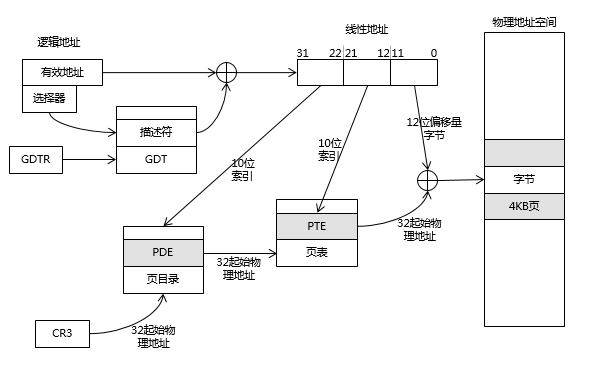 物理地址空间
线性地址
逻辑地址
31
22
21
12
11
0
有效地址
选择器
描述符
GDT
GDTR
12位偏移量
字节
10位
索引
10位
索引
字节
4KB页
PTE
页表
32起始物
理地址
PDE
页目录
32起始物
理地址
CR3
32起始物
理地址